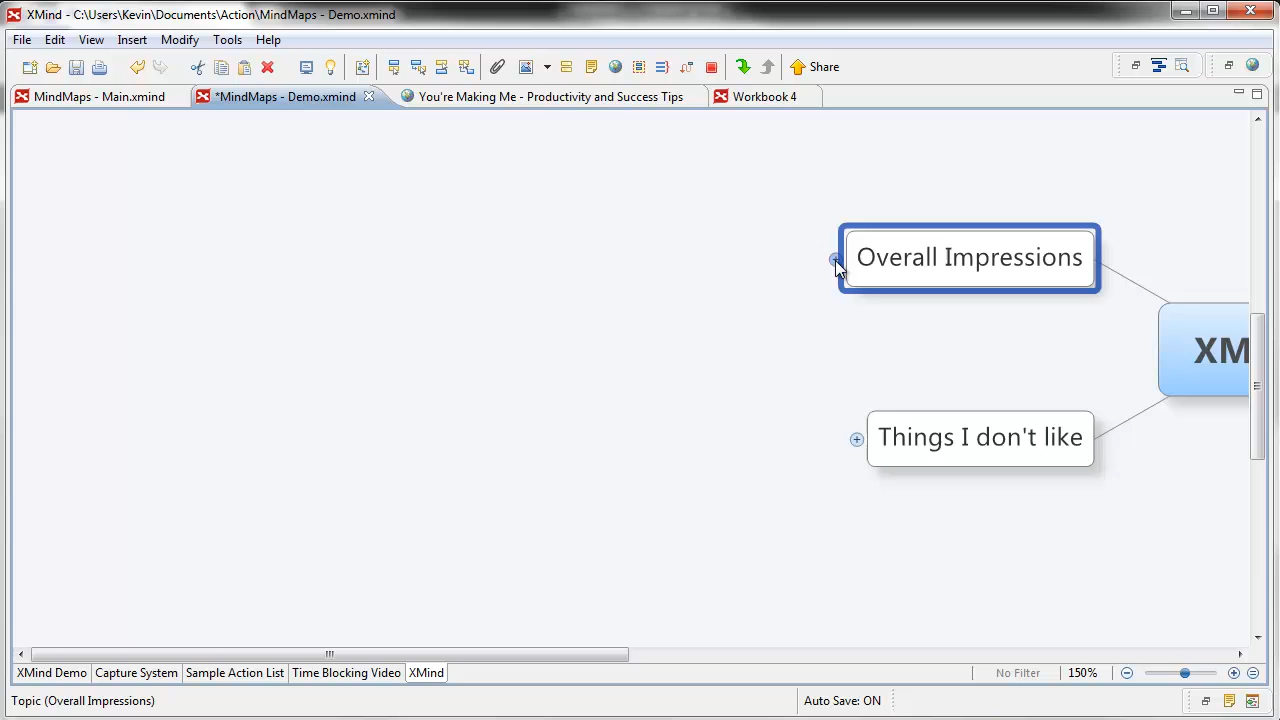 XMind - C:\Users\Kevin\Documents\Action\MindMaps - Demo.xmind
File Edit View Insert Modify Tools Help
Share
MindMaps - Main.xmind *MindMaps - Demo.xmind You're Making Me - Productivity and Success Tips Workbook 4
Overall Impressions
XM
Things I don't like
XMind Demo Capture System Sample Action List Time Blocking Video XMind No Filter 150%
Topic (Overall Impressions) Auto Save: ON